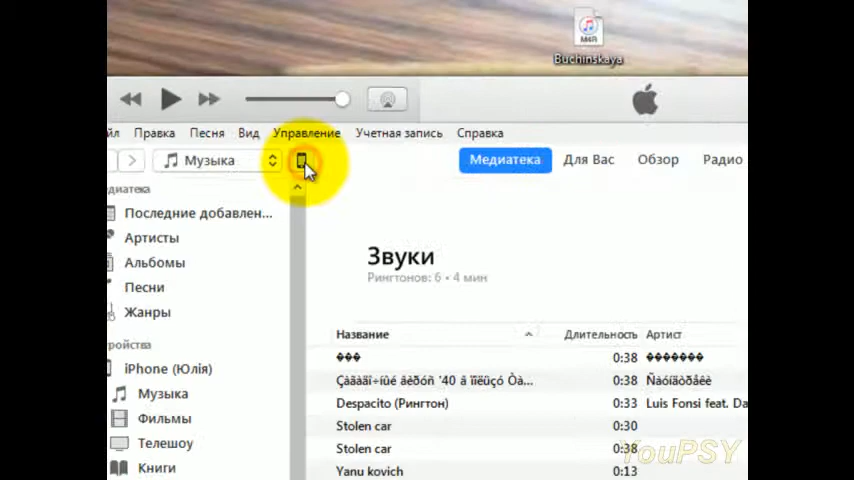 M4R
Buchinskaya
йл Правка Песня Вид Управление Учетная запись Справка
Музыка Медиатека Для Вас Обзор Радио
диатека
Последние добавлен...
Артисты
Альбомы
Песни
Жанры
Звуки
Рингтонов: 6 • 4 мин
ройства
iPhone (Юлія)
Музыка
Фильмы
Телешоу
Книги
Название Длительность Артист
��� 0:38 �������
'40 0:38
Despacito (Рингтон) 0:33 Luis Fonsi feat. Da
Stolen car 0:30
Stolen car 0:38
Yanu kovich 0:13
YouPSY